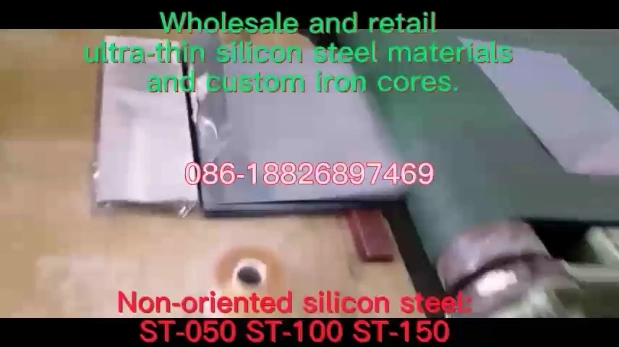 Wholesale and retail
ultra-thin silicon steel materials
and custom iron cores.
086-18826897469
Non-oriented silicon steel:
ST-050 ST-100 ST-150